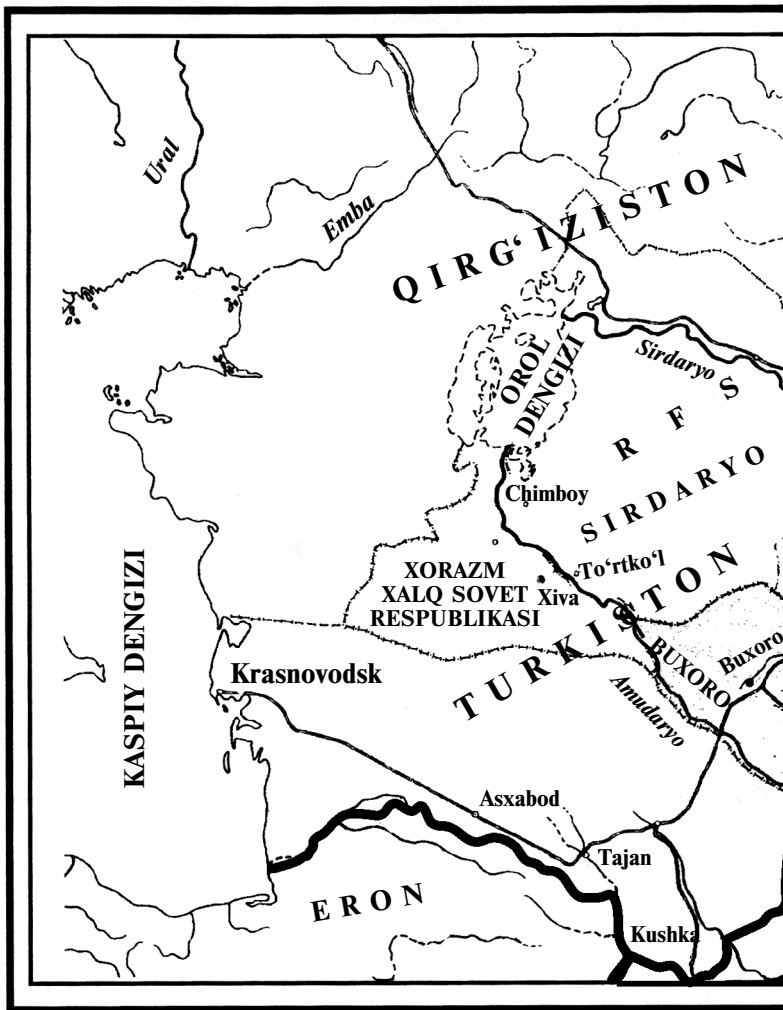 Ural
Emba
QIRG‘IZISTON
OROL
DENGIZI
Sirdaryo
R F S
SIRDARYO
Chimboy
To‘rtko‘l
XORAZM
XALQ SOVET
RESPUBLIKASI
Xiva
TURKISTON
BUXORO
Buxoro
KASPIY DENGIZI
Krasnovodsk
Amudaryo
Asxabod
Tajan
ERON
Kushka